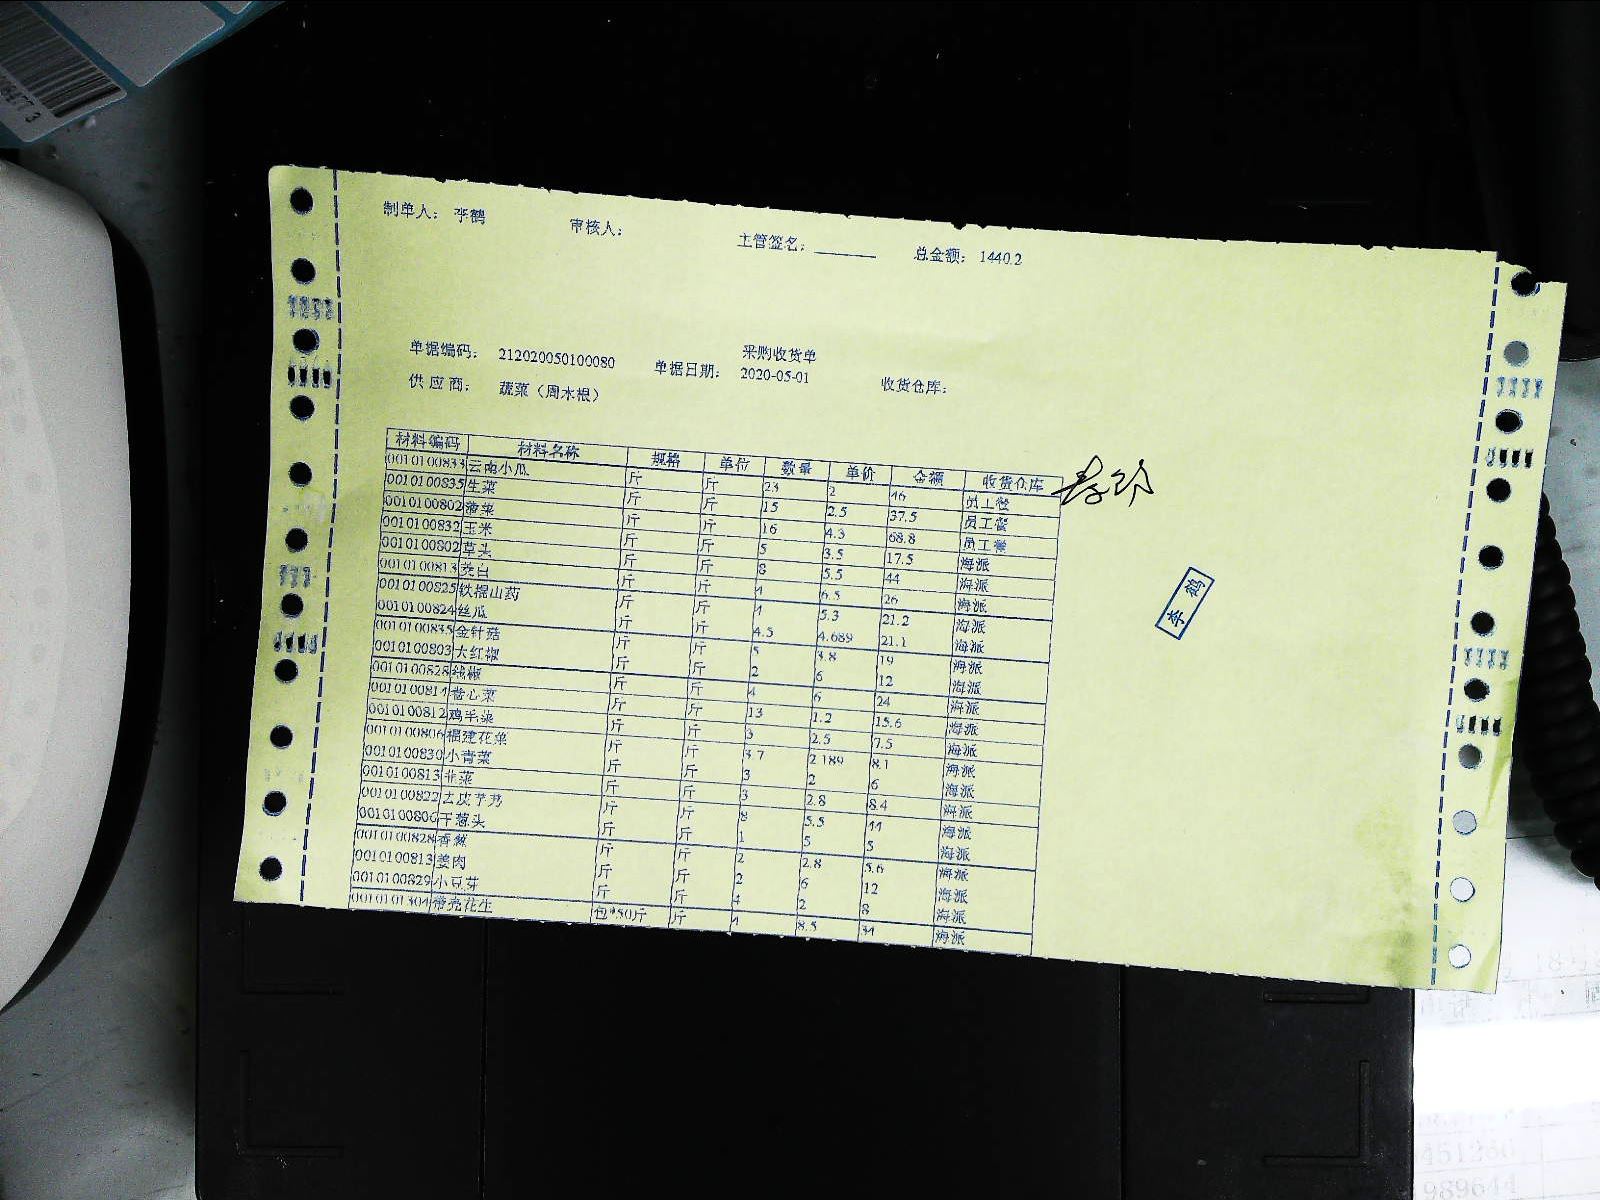 制单人： 李鹤 审核人： 主管签名： 总金额： 1440.2
采购收货单
单据编码： 212020050100080 单据日期： 2020-05-01 收货仓库：
供应商： 蔬菜（周木根）
材料编码 材料名称 规格 单位 数量 单价 金额 收货仓库
0010100833 云南小瓜 斤 斤 23 2 46 员工餐
0010100835 生菜 斤 斤 15 2.5 37.5 员工餐
0010100802 菠菜 斤 斤 16 4.3 68.8 员工餐
0010100832 玉米 斤 斤 5 3.5 17.5 海派
0010100802 草头 斤 斤 8 5.5 44 海派
0010100813 茭白 斤 斤 4 6.5 26 海派
0010100825 铁棍山药 斤 斤 4 5.3 21.2 海派
0010100824 丝瓜 斤 斤 4.5 4.689 21.1 海派
0010100835 金针菇 斤 斤 5 3.8 19 海派
0010100803 大红椒 斤 斤 2 6 12 海派
0010100828 线椒 斤 斤 4 6 24 海派
0010100814 卷心菜 斤 斤 13 1.2 15.6 海派
0010100812 鸡毛菜 斤 斤 3 2.5 7.5 海派
0010100806 福建花菜 斤 斤 3.7 2.189 8.1 海派
0010100830 小青菜 斤 斤 3 2 6 海派
0010100813 韭菜 斤 斤 3 2.8 8.4 海派
0010100822 去皮芋艿 斤 斤 8 5.5 44 海派
0010100806 干葱头 斤 斤 1 5 5 海派
0010100828 香葱 斤 斤 2 2.8 5.6 海派
0010100813 姜肉 斤 斤 2 6 12 海派
0010100829 小豆芽 斤 斤 4 2 8 海派
0010101304 带壳花生 包*50斤 斤 4 8.5 34 海派
李鹤